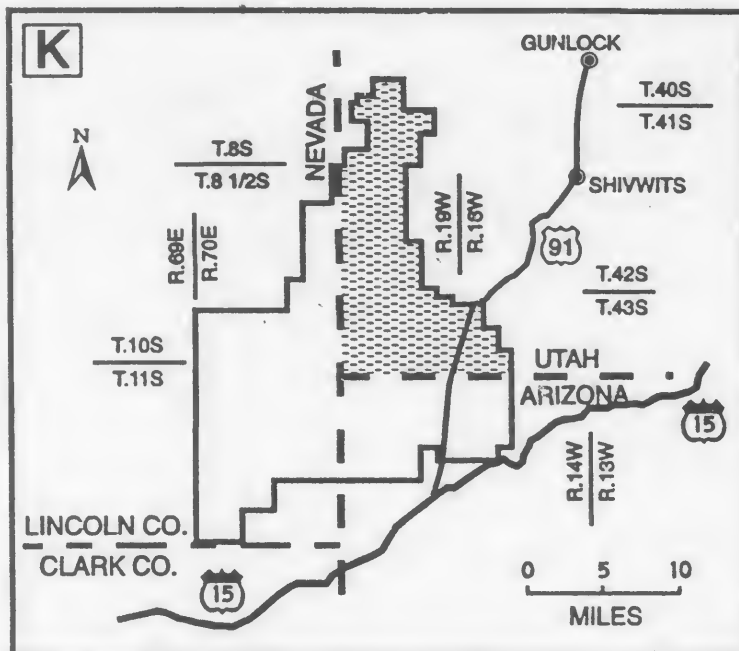 K
GUNLOCK
T.40S
T.41S
N
NEVADA
T.8S
T.8 1/2S
SHIVWITS
R.69E
R.70E
R.19W
R.16W
91
T.42S
T.43S
T.10S
T.11S
UTAH
ARIZONA
15
R.14W
R.13W
LINCOLN CO.
CLARK CO.
15
0 5 10
MILES